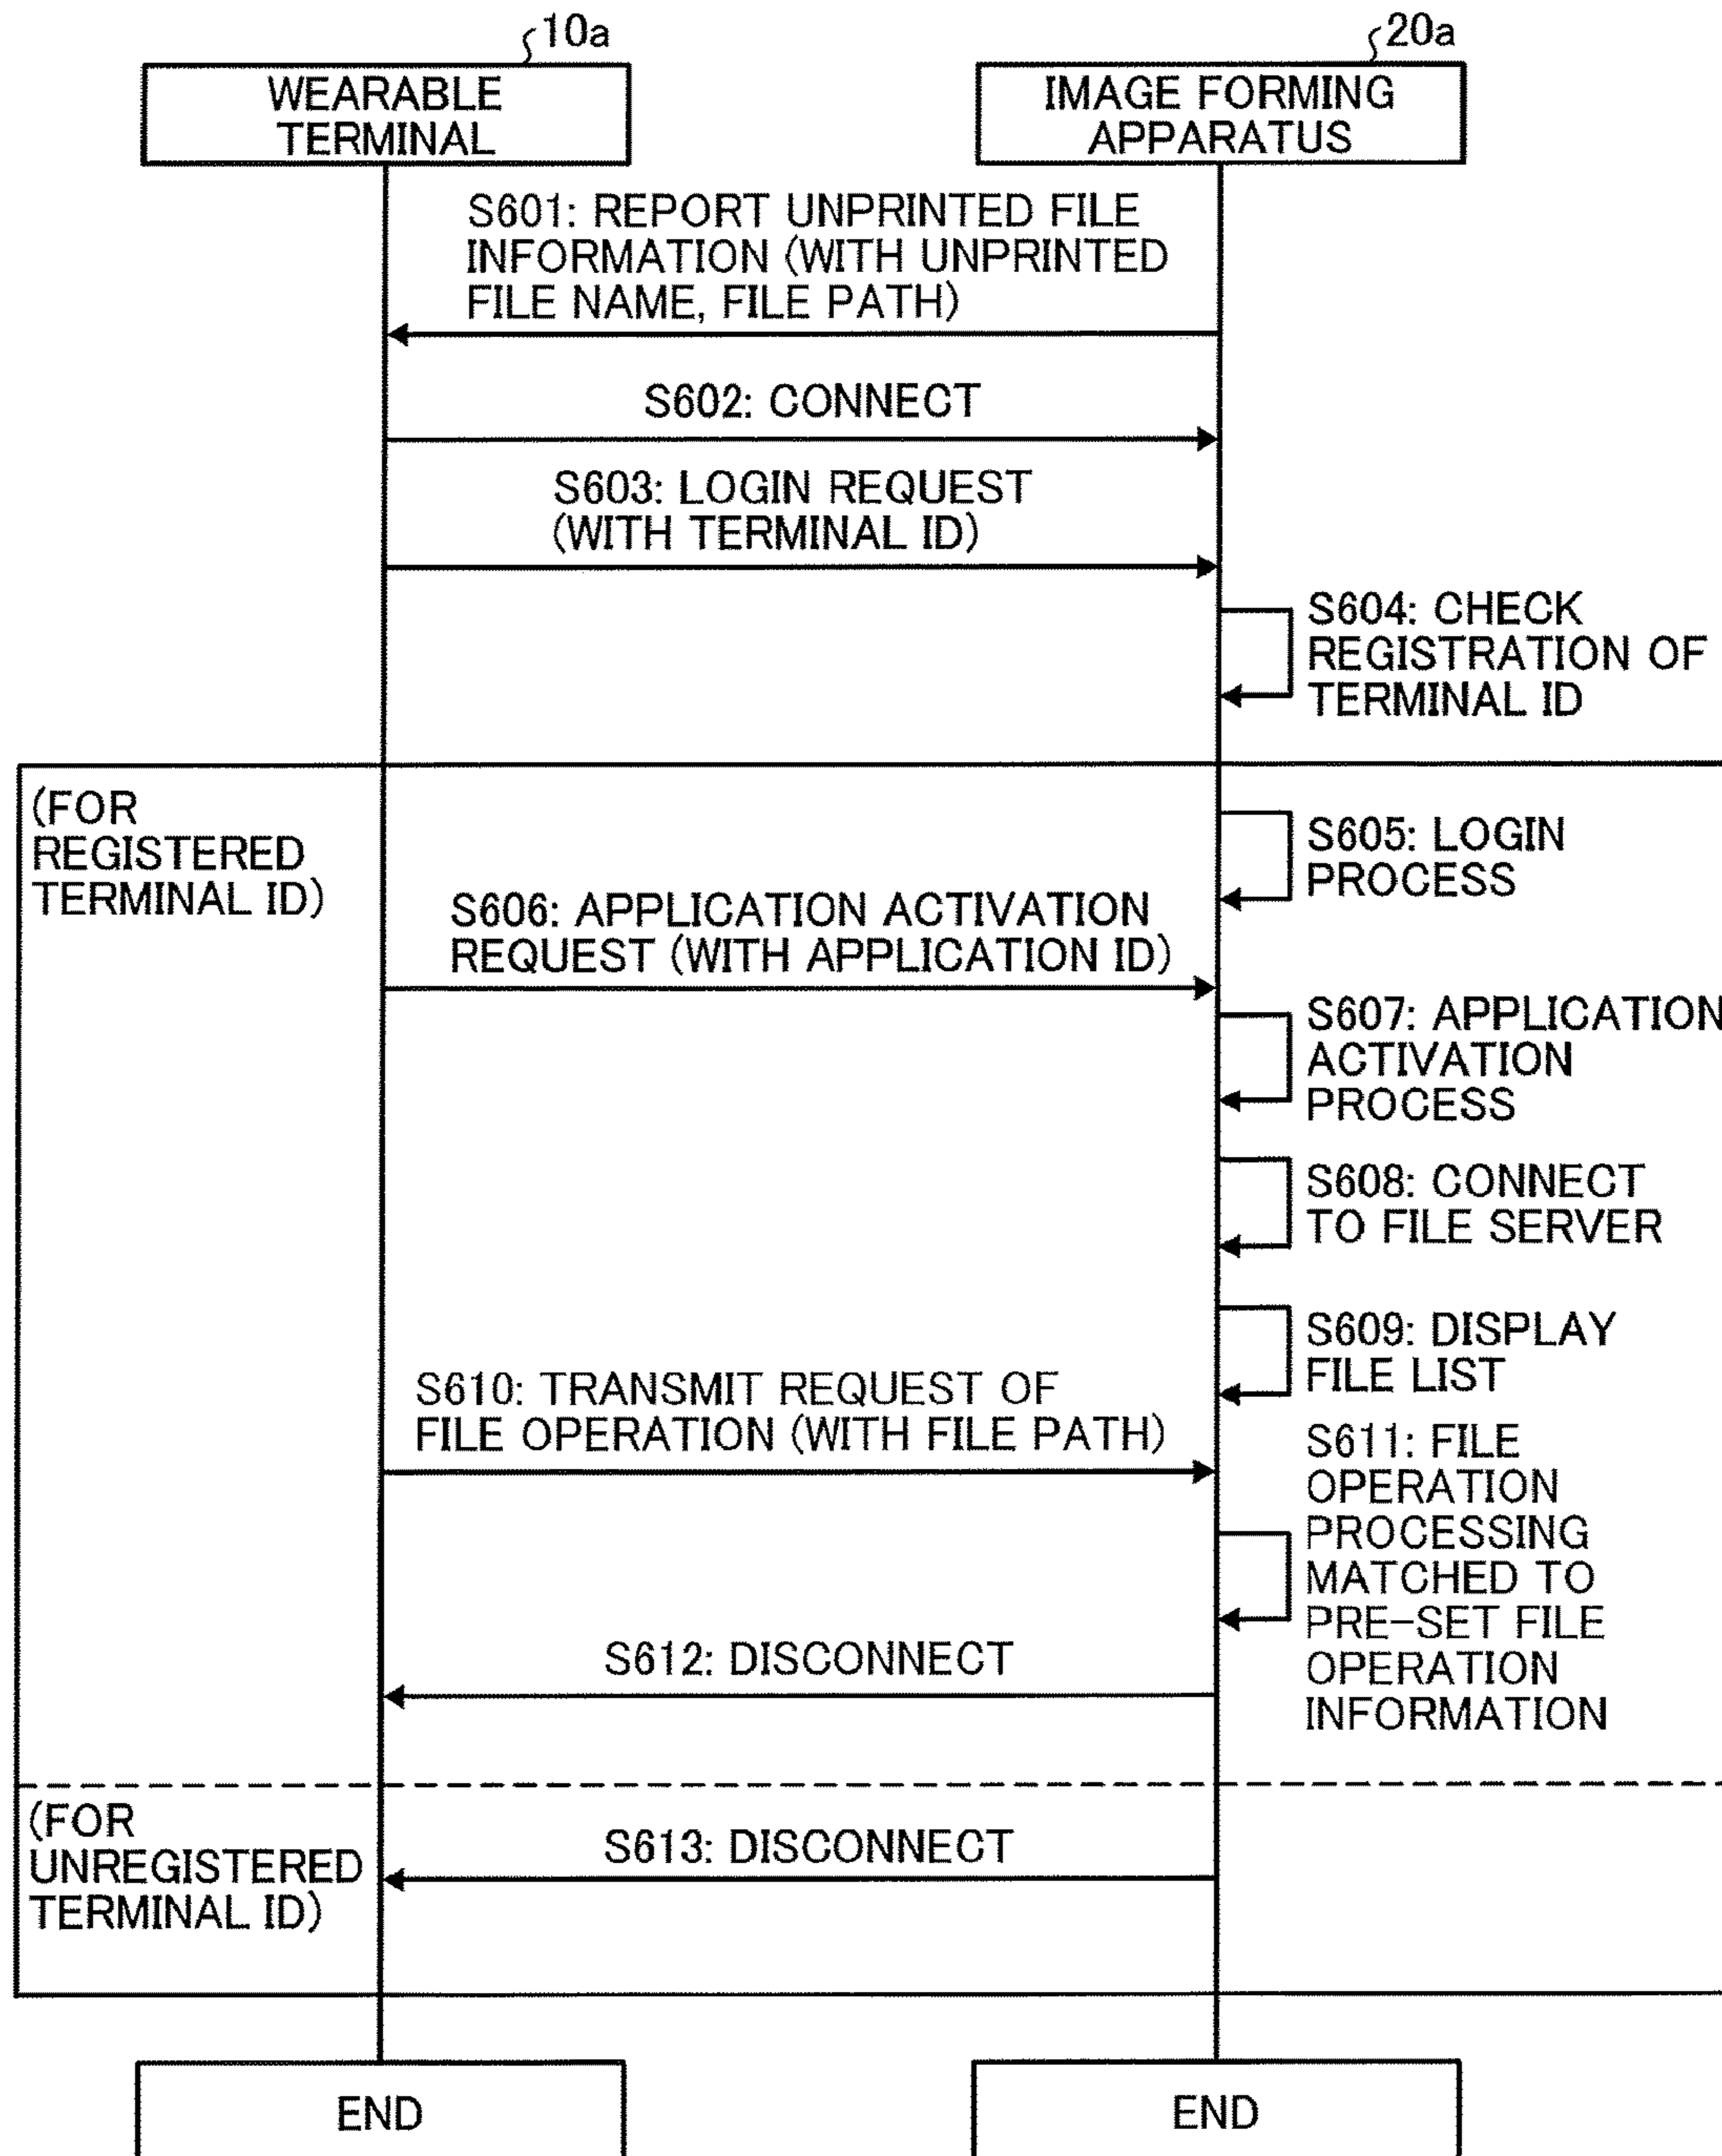 10a
20a
WEARABLE
TERMINAL
IMAGE FORMING
APPARATUS
S601: REPORT UNPRINTED FILE
INFORMATION (WITH UNPRINTED
FILE NAME, FILE PATH)
S602: CONNECT
S603: LOGIN REQUEST
(WITH TERMINAL ID)
S604: CHECK
REGISTRATION OF
TERMINAL ID
(FOR
REGISTERED
TERMINAL ID)
S605: LOGIN
PROCESS
S606: APPLICATION ACTIVATION
REQUEST (WITH APPLICATION ID)
S607: APPLICATION
ACTIVATION
PROCESS
S608: CONNECT
TO FILE SERVER
S609: DISPLAY
FILE LIST
S610: TRANSMIT REQUEST OF
FILE OPERATION (WITH FILE PATH)
S611: FILE
OPERATION
PROCESSING
MATCHED TO
PRE-SET FILE
OPERATION
INFORMATION
S612: DISCONNECT
(FOR
UNREGISTERED
TERMINAL ID)
S613: DISCONNECT
END
END